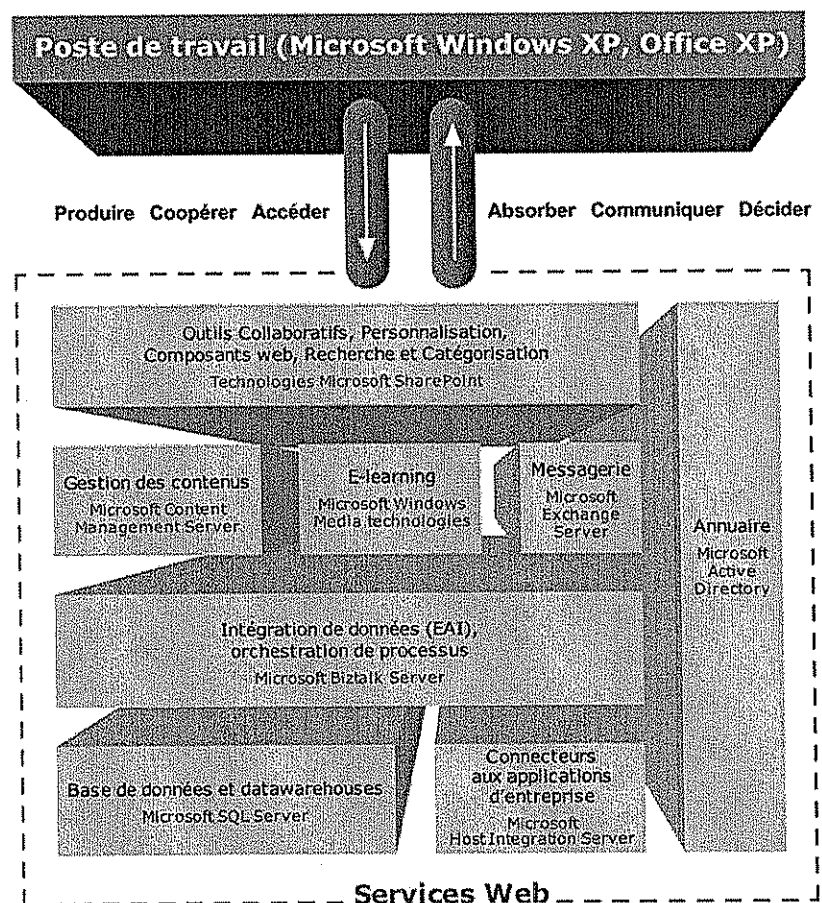 Poste de travail (Microsoft Windows XP, Office XP)
Produire Coopérer Accéder
Absorber Communiquer Décider
Outils Collaboratifs, Personnalisation,
Composants web, Recherche et Catégorisation
Technologies Microsoft SharePoint
Gestion des contenus
Microsoft Content
Management Server
E-learning
Microsoft Windows
Media technologies
Messagerie
Microsoft
Exchange
Server
Annuaire
Microsoft
Active
Directory
Intégration de données (EAI),
orchestration de processus
Microsoft Biztalk Server
Base de données et datawarehouses
Microsoft SQL Server
Connecteurs
aux applications
d'entreprise
Microsoft
Host Integration Server
Services Web